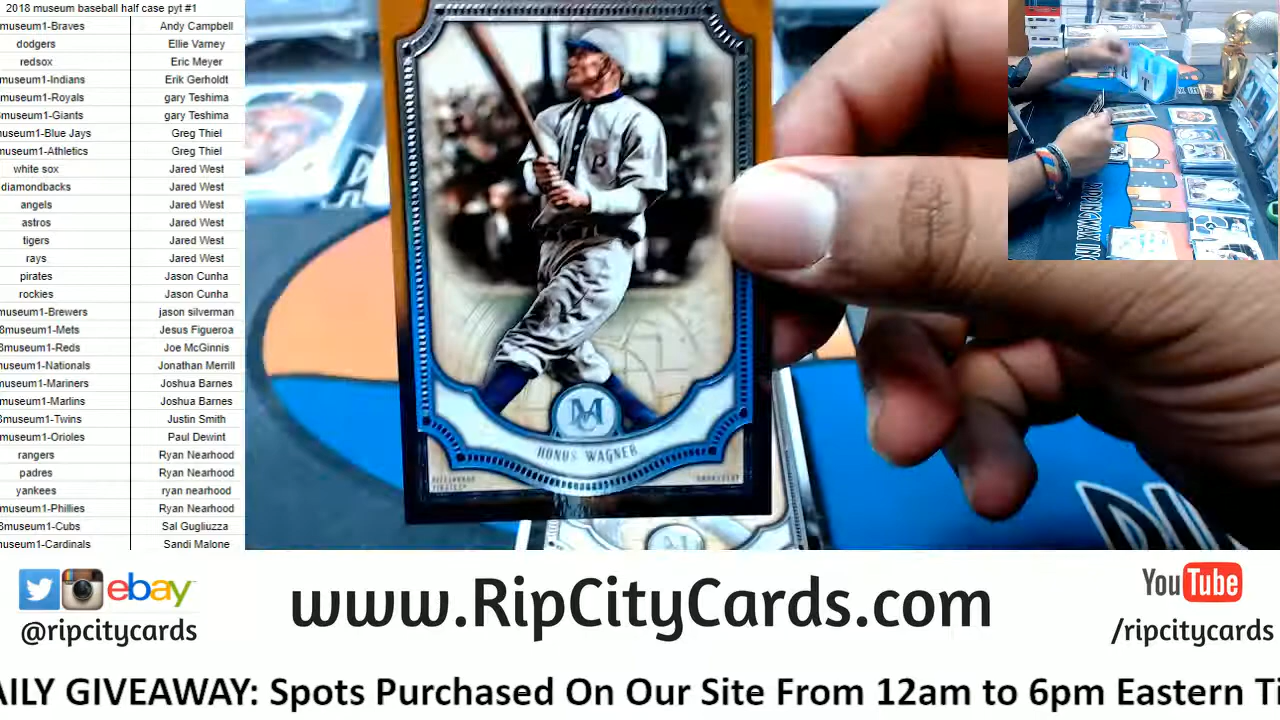 2018 museum baseball half case pyt #1
museum1-Braves Andy Campbell
dodgers Ellie Varney
redsox Eric Meyer
museum1-Indians Erik Gerholdt
museum1-Royals gary Teshima
museum1-Giants gary Teshima
museum1-Blue Jays Greg Thiel
museum1-Athletics Greg Thiel
white sox Jared West
diamondbacks Jared West
angels Jared West
astros Jared West
tigers Jared West
rays Jared West
pirates Jason Cunha
rockies Jason Cunha
museum1-Brewers jason silverman
8museum1-Mets Jesus Figueroa
8museum1-Reds Joe McGinnis
museum1-Nationals Jonathan Merrill
museum1-Mariners Joshua Barnes
museum1-Marlins Joshua Barnes
museum1-Twins Justin Smith
museum1-Orioles Paul Dewint
rangers Ryan Nearhood
padres Ryan Nearhood
yankees ryan nearhood
museum1-Phillies Ryan Nearhood
8museum1-Cubs Sal Gugliuzza
museum1-Cardinals Sandi Malone
P
M
HONUS WAGNER
ebay
@ripcitycards
www.RipCityCards.com
YouTube
/ripcitycards
AILY GIVEAWAY: Spots Purchased On Our Site From 12am to 6pm Eastern Ti